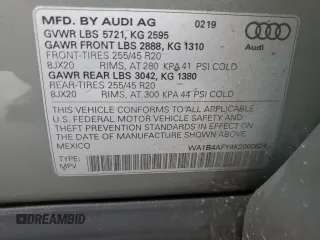 MFD. BY AUDI AG 02/19
GVWR LBS 5721, KG 2595
GAWR FRONT LBS 2888, KG 1310
FRONT-TIRES 255/45 R20
8JX20 RIMS, AT 280 KPA 41 PSI COLD
GAWR REAR LBS 3042, KG 1380
REAR-TIRES 255/45 R20
8JX20 RIMS, AT 300 KPA 44 PSI COLD
THIS VEHICLE CONFORMS TO ALL APPLICABLE
U.S. FEDERAL MOTOR VEHICLE SAFETY AND
THEFT PREVENTION STANDARDS IN EFFECT ON THE
DATE OF MANUFACTURE SHOWN ABOVE.
MEXICO
TYPE:
MPV
Audi
DREAMBID.COM